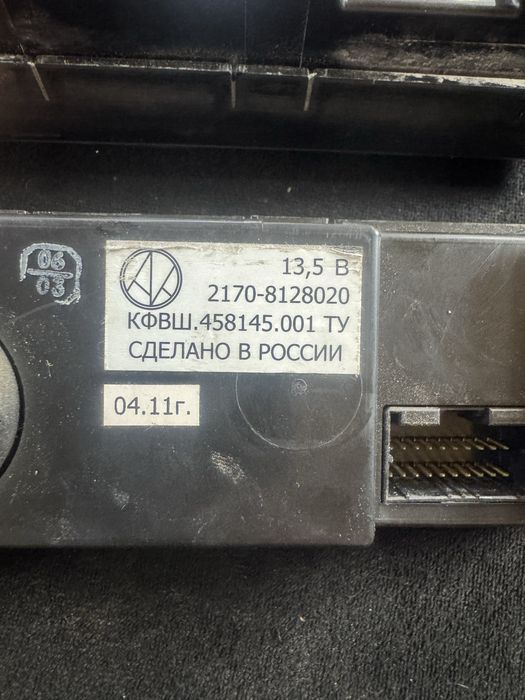 06
03
13,5 В
2170-8128020
КФВШ.458145.001 ТУ
СДЕЛАНО В РОССИИ
04.11г.